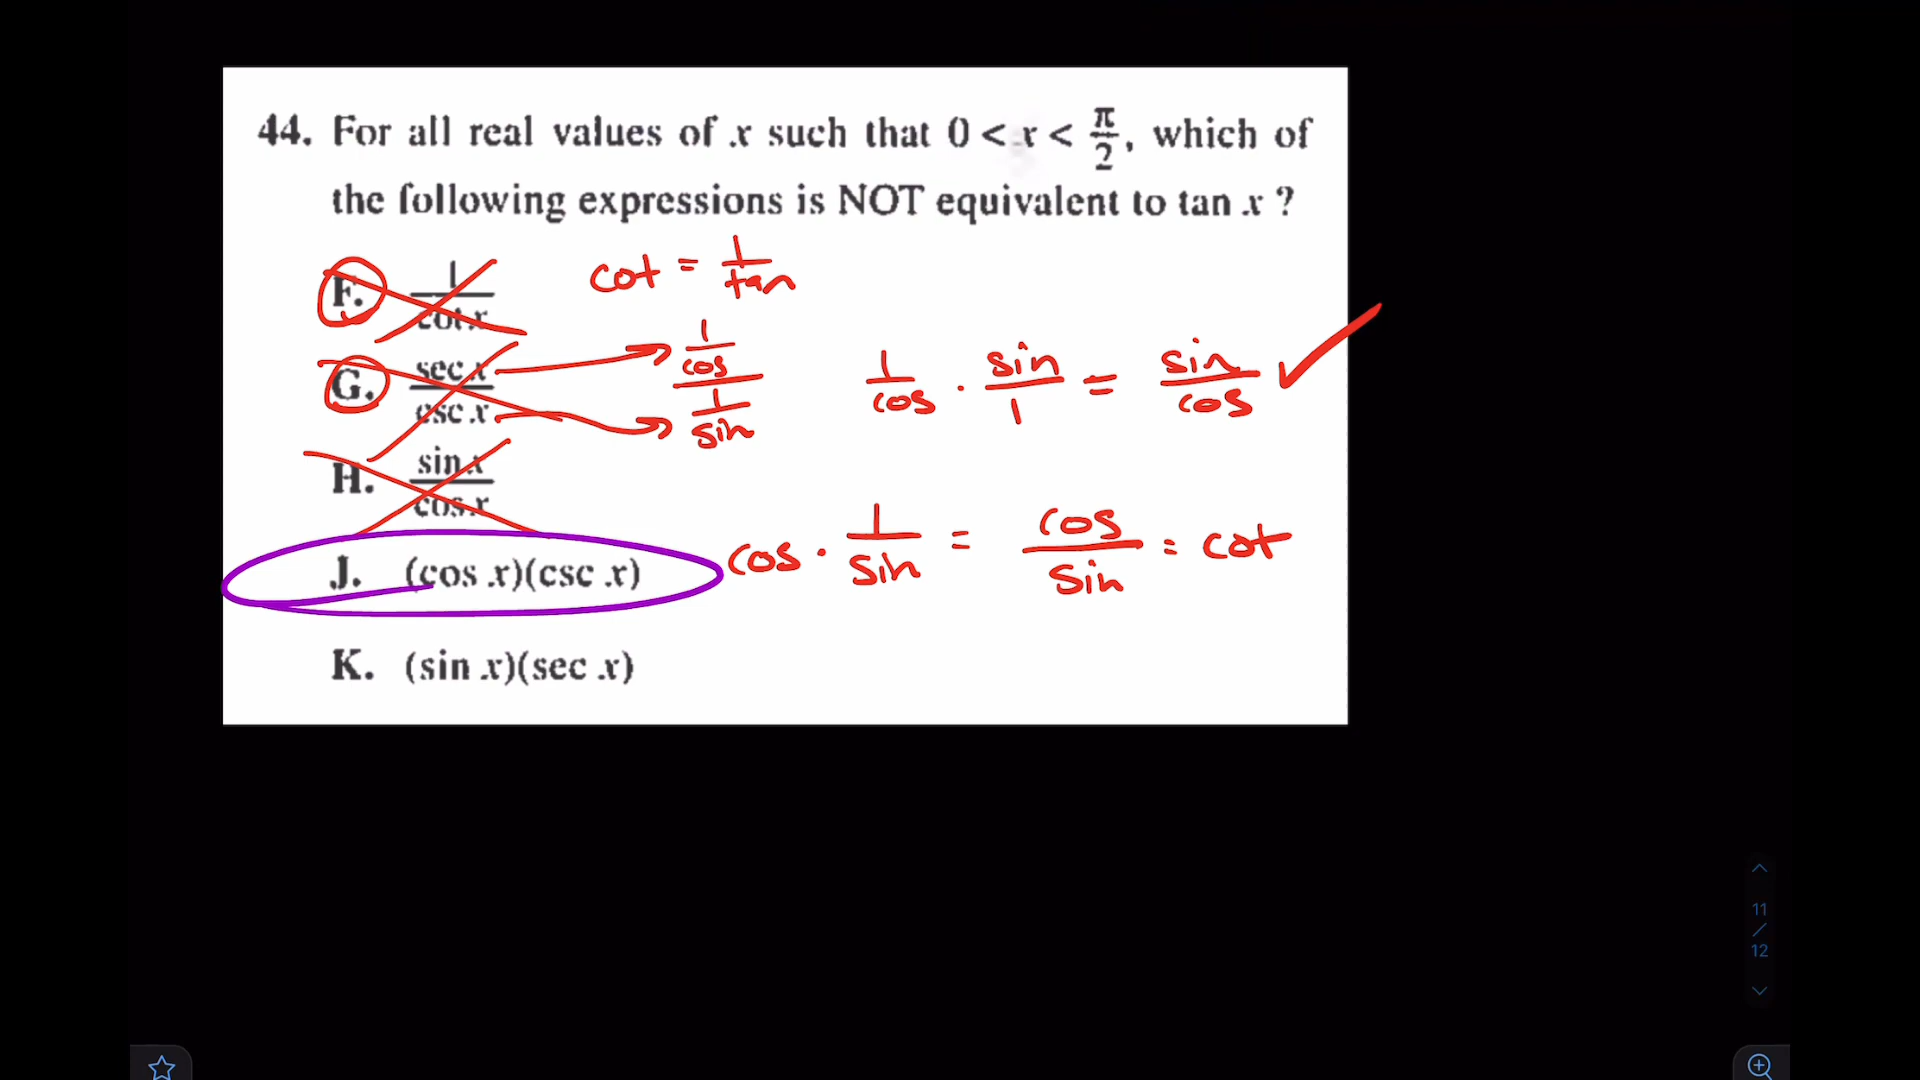 44. For all real values of x such that 0 < x < π/2, which of
the following expressions is NOT equivalent to tan x ?
F. 1/cot x
cot = 1/tan
G. sec x/csc x
1/cos / 1/sin
1/cos · sin/1 = sin/cos ✓
H. sin x/cos x
J. (cos x)(csc x)
cos · 1/sin = cos/sin = cot
K. (sin x)(sec x)
11
/
12